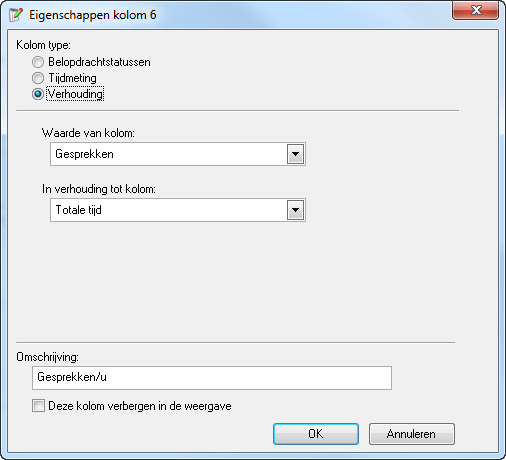 Eigenschappen kolom 6
Kolom type:
Belopdrachtstatussen
Tijdmeting
Verhouding
Waarde van kolom:
Gesprekken
In verhouding tot kolom:
Totale tijd
Omschrijving:
Gesprekken/u
Deze kolom verbergen in de weergave
OK
Annuleren